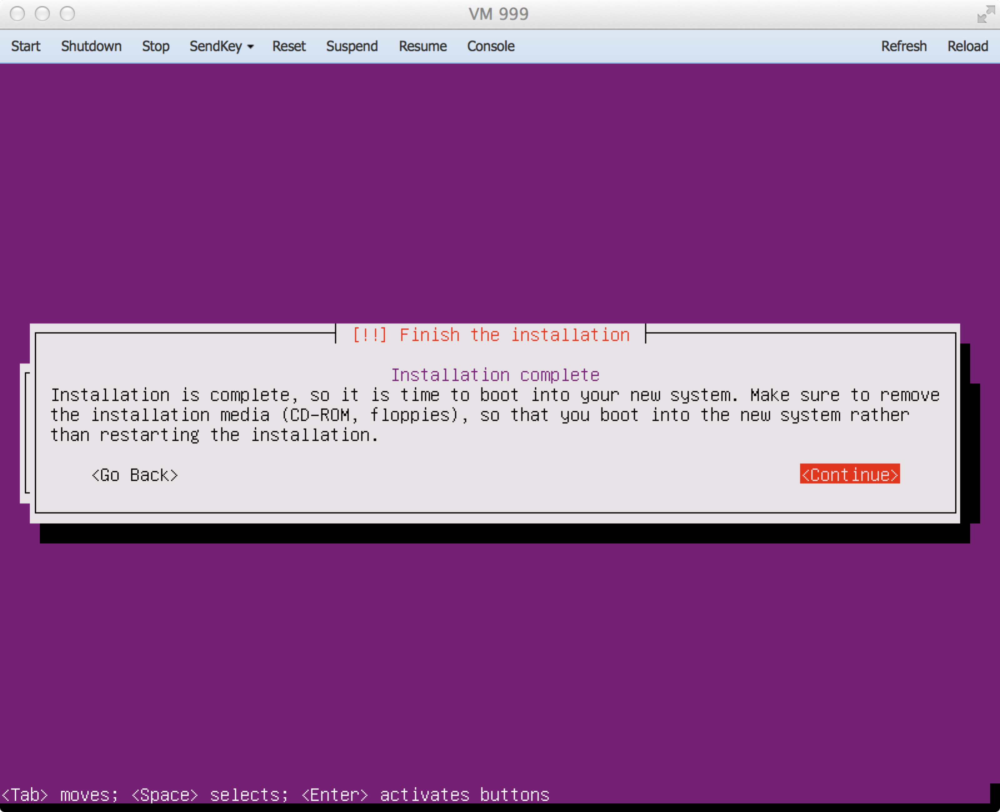 VM 999
Start Shutdown Stop SendKey Reset Suspend Resume Console Refresh Reload
[!!] Finish the installation
Installation complete
Installation is complete, so it is time to boot into your new system. Make sure to remove
the installation media (CD-ROM, floppies), so that you boot into the new system rather
than restarting the installation.
<Go Back> <Continue>
<Tab> moves; <Space> selects; <Enter> activates buttons